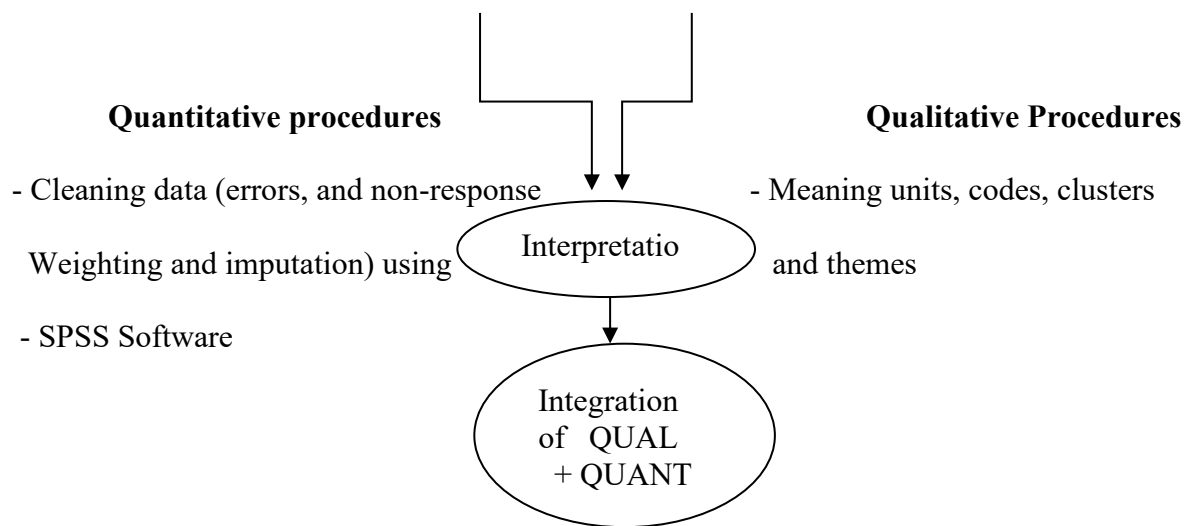 Quantitative procedures
- Cleaning data (errors, and non-response
Weighting and imputation) using
- SPSS Software
Qualitative Procedures
- Meaning units, codes, clusters
and themes
Interpretatio
Integration
of QUAL
+ QUANT